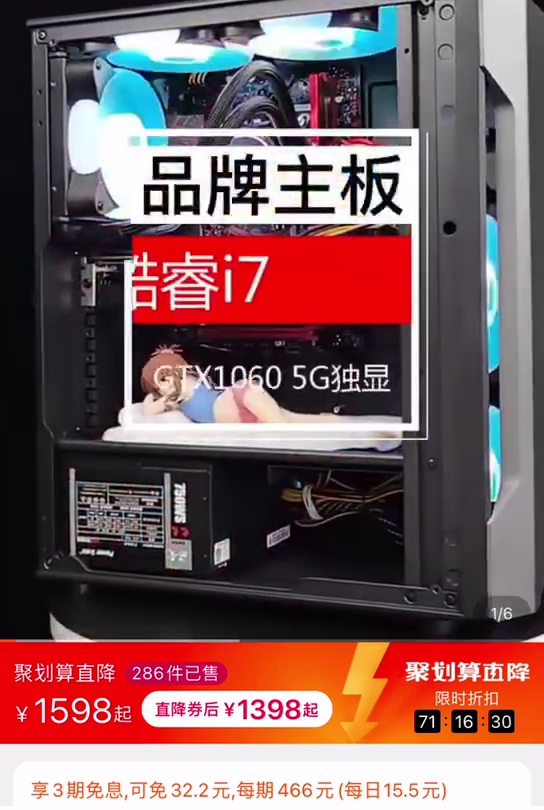 品牌主板
酷睿i7
GTX1060 5G独显
750WS
1/6
聚划算直降 286件已售
聚划算直降
¥1598起 直降券后¥1398起
限时折扣
71:16:30
享3期免息,可免32.2元,每期466元(每日15.5元)